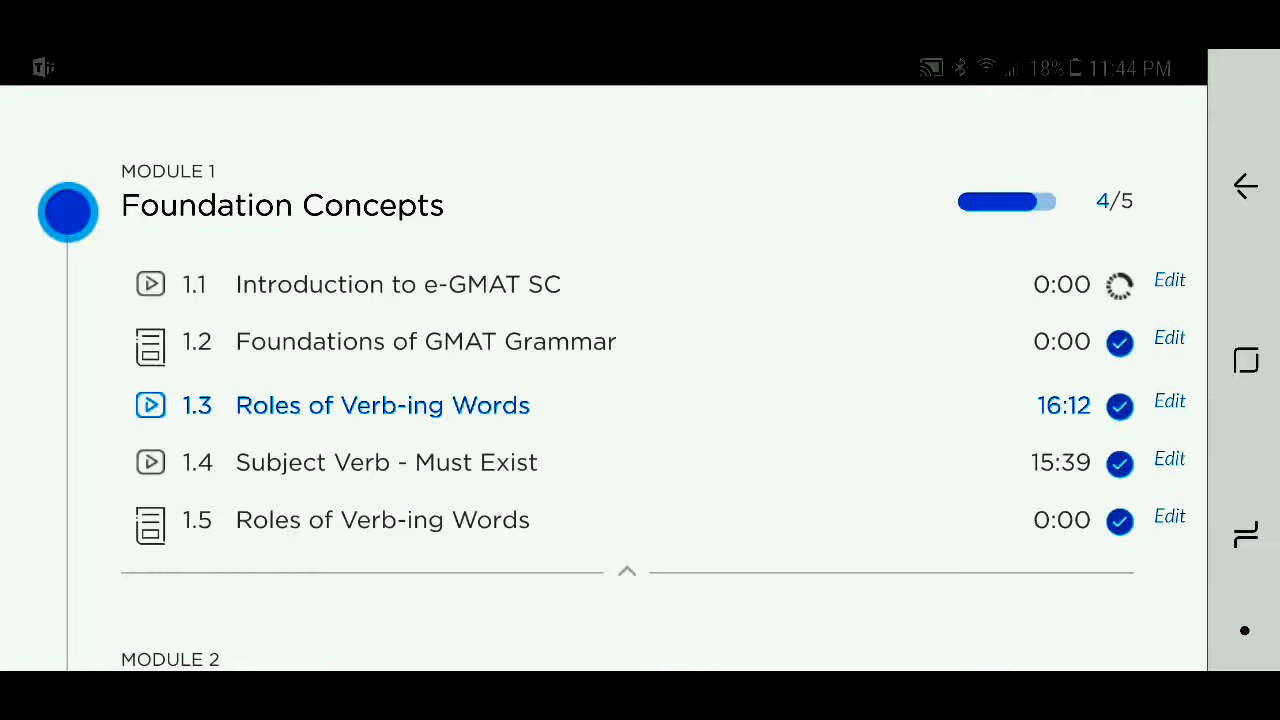 18% 11:44 PM
MODULE 1
Foundation Concepts 4/5
1.1 Introduction to e-GMAT SC 0:00 Edit
1.2 Foundations of GMAT Grammar 0:00 Edit
1.3 Roles of Verb-ing Words 16:12 Edit
1.4 Subject Verb - Must Exist 15:39 Edit
1.5 Roles of Verb-ing Words 0:00 Edit
MODULE 2